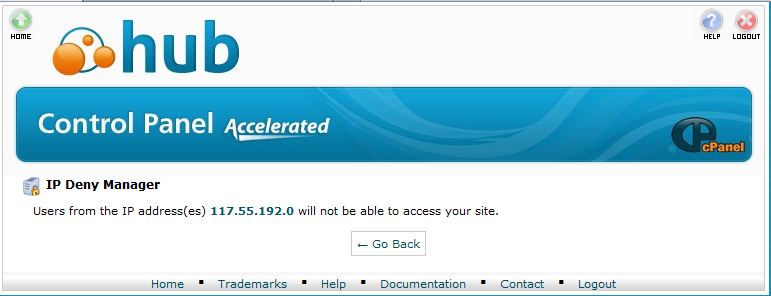 HOME
hub
HELP
LOGOUT
Control Panel Accelerated
cPanel
IP Deny Manager
Users from the IP address(es) 117.55.192.0 will not be able to access your site.
← Go Back
Home ▪ Trademarks ▪ Help ▪ Documentation ▪ Contact ▪ Logout